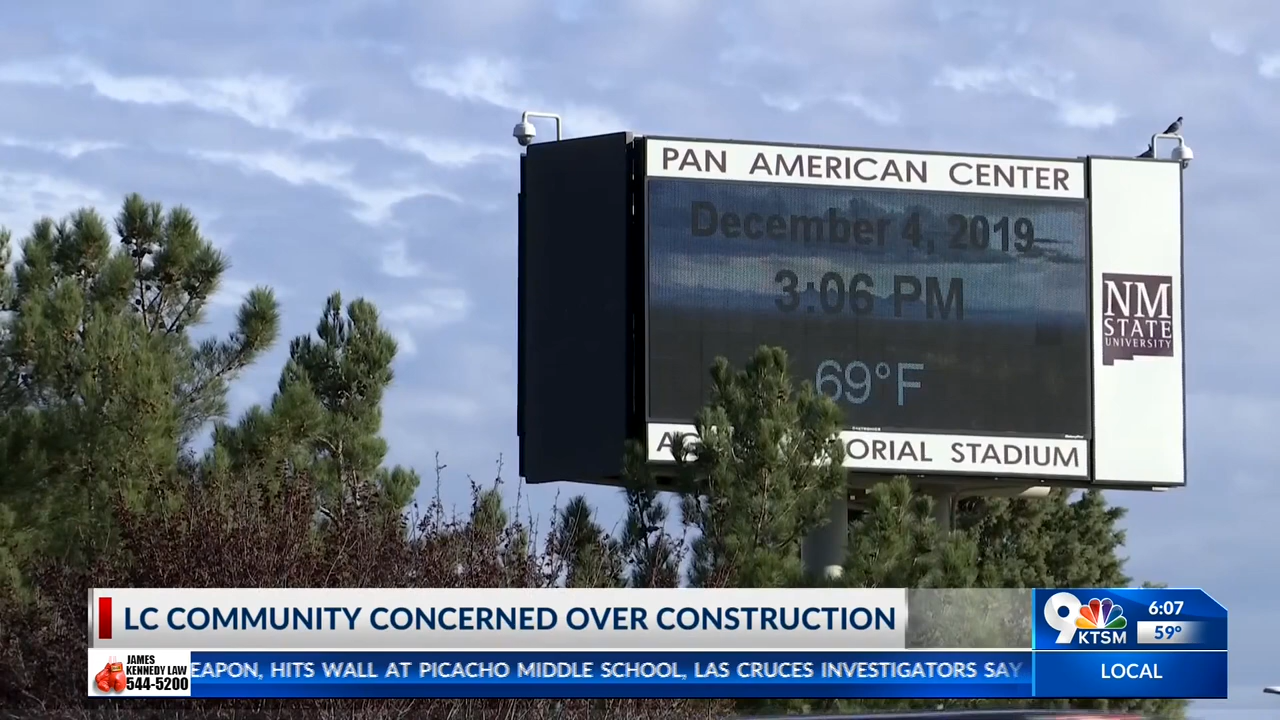 PAN AMERICAN CENTER
December 4, 2019
3:06 PM
69°F
MORIAL STADIUM
NM
STATE
UNIVERSITY
LC COMMUNITY CONCERNED OVER CONSTRUCTION
9 KTSM
6:07
59°
LOCAL
JAMES
KENNEDY LAW
544-5200
EAPON, HITS WALL AT PICACHO MIDDLE SCHOOL, LAS CRUCES INVESTIGATORS SAY